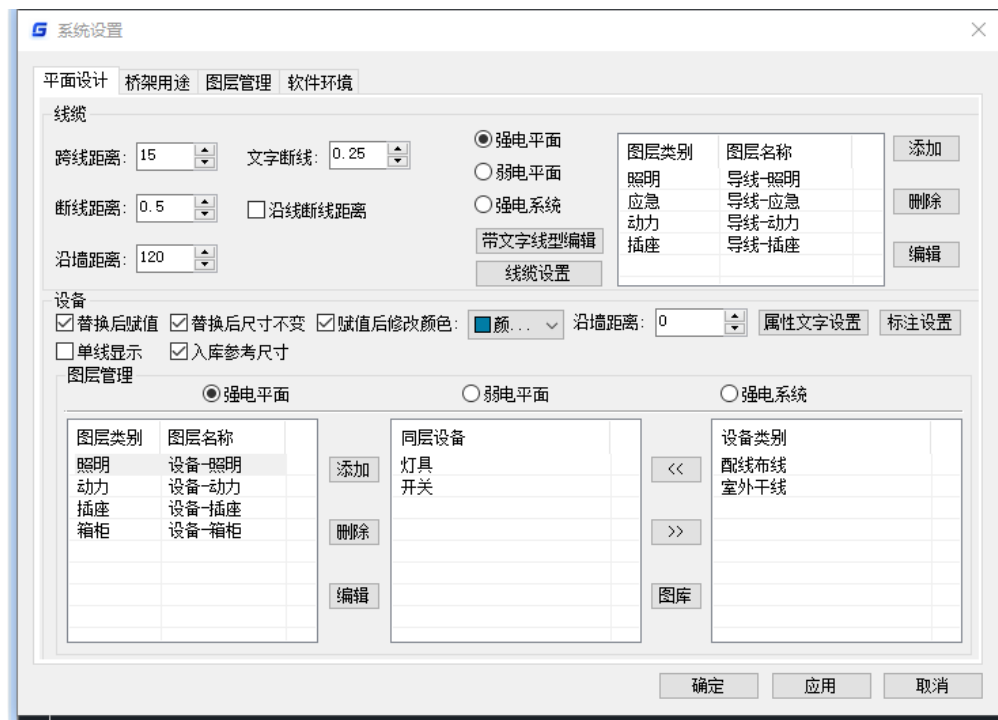 G 系统设置
平面设计 桥架用途 图层管理 软件环境
线缆
跨线距离: 15 文字断线: 0.25
断线距离: 0.5 沿线断线距离
沿墙距离: 120
强电平面
弱电平面
强电系统
带文字线型编辑
线缆设置
图层类别 图层名称
照明 导线-照明
应急 导线-应急
动力 导线-动力
插座 导线-插座
添加
删除
编辑
设备
替换后赋值 替换后尺寸不变 赋值后修改颜色: 颜... 沿墙距离: 0 属性文字设置 标注设置
单线显示 入库参考尺寸
图层管理
强电平面 弱电平面 强电系统
图层类别 图层名称
照明 设备-照明
动力 设备-动力
插座 设备-插座
箱柜 设备-箱柜
添加
删除
编辑
同层设备
灯具
开关
<<
>>
图库
设备类别
配线布线
室外干线
确定 应用 取消